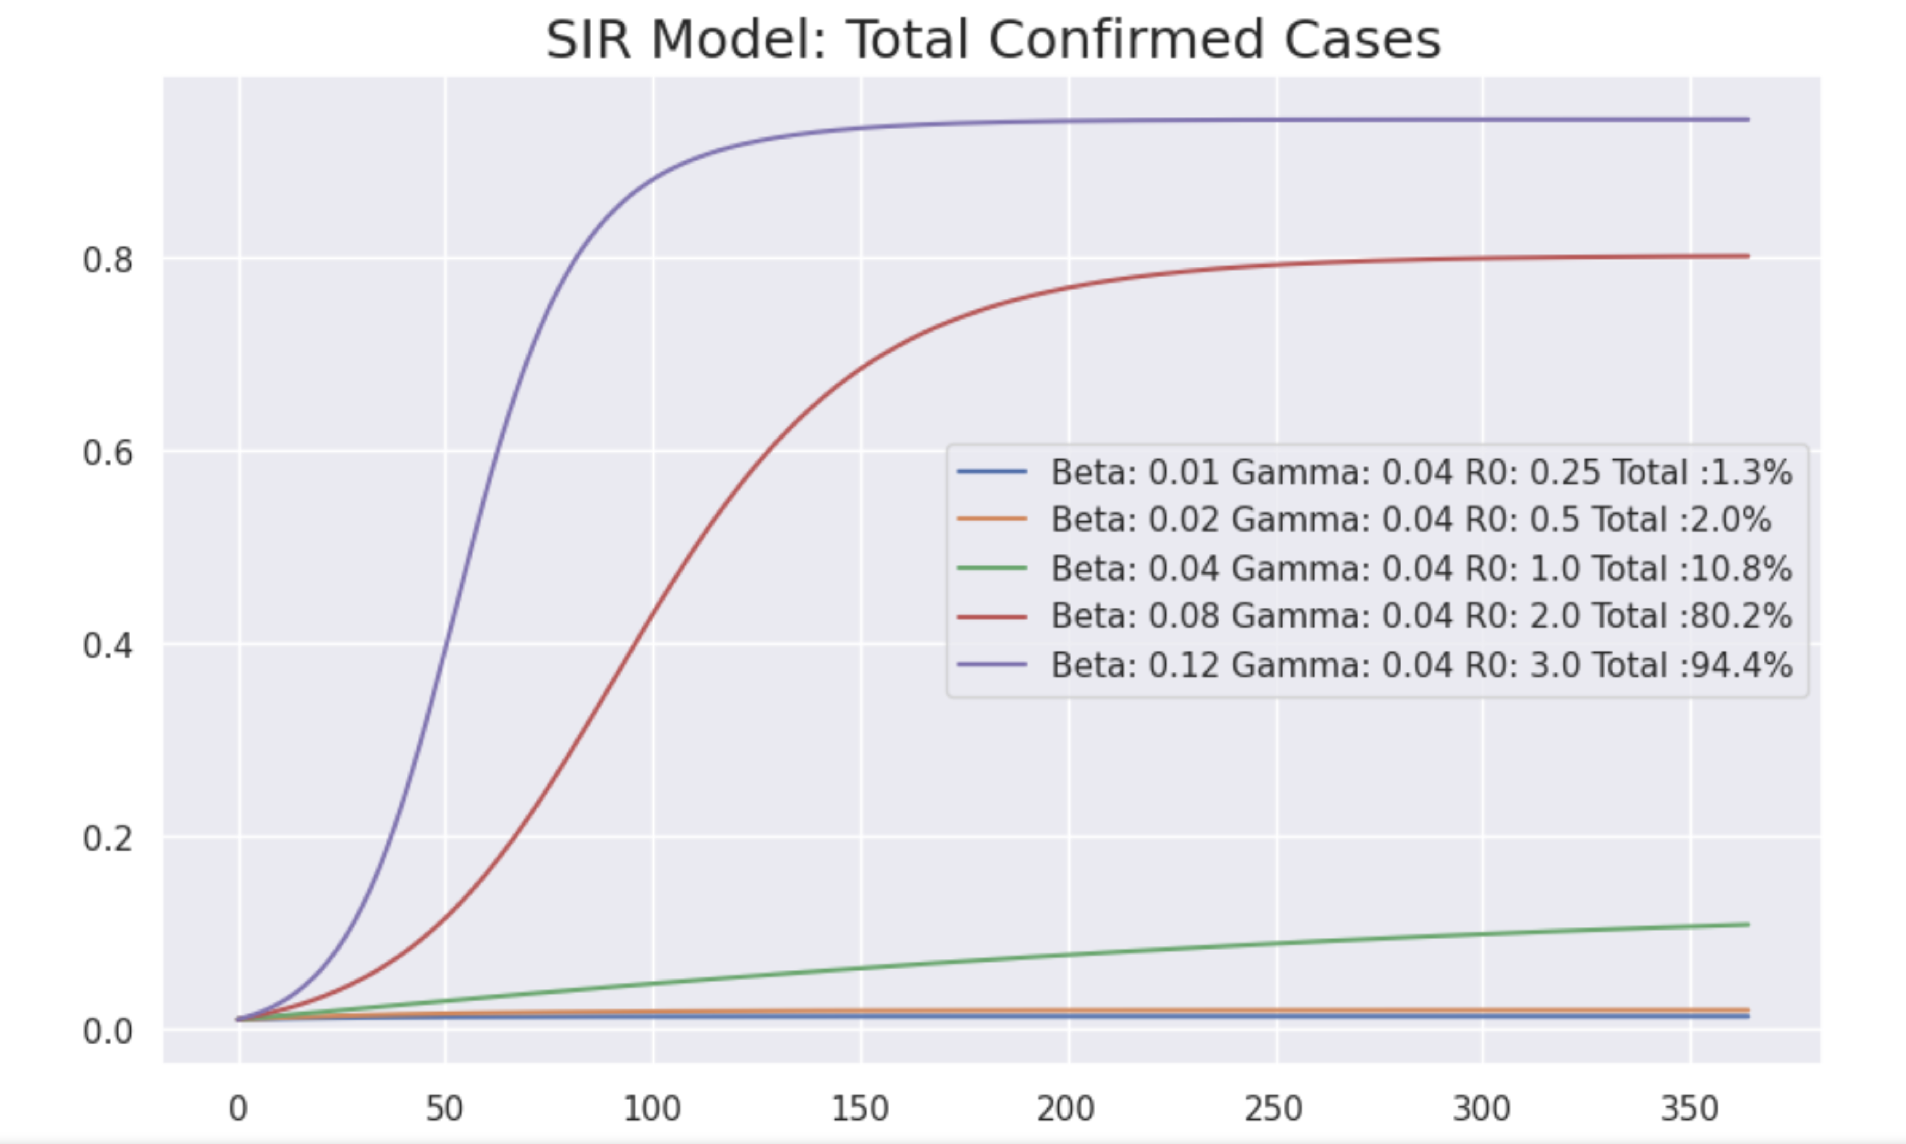 SIR Model: Total Confirmed Cases
0.8
0.6
0.4
0.2
0.0
Beta: 0.01 Gamma: 0.04 R0: 0.25 Total :1.3%
Beta: 0.02 Gamma: 0.04 R0: 0.5 Total :2.0%
Beta: 0.04 Gamma: 0.04 R0: 1.0 Total :10.8%
Beta: 0.08 Gamma: 0.04 R0: 2.0 Total :80.2%
Beta: 0.12 Gamma: 0.04 R0: 3.0 Total :94.4%
0 50 100 150 200 250 300 350